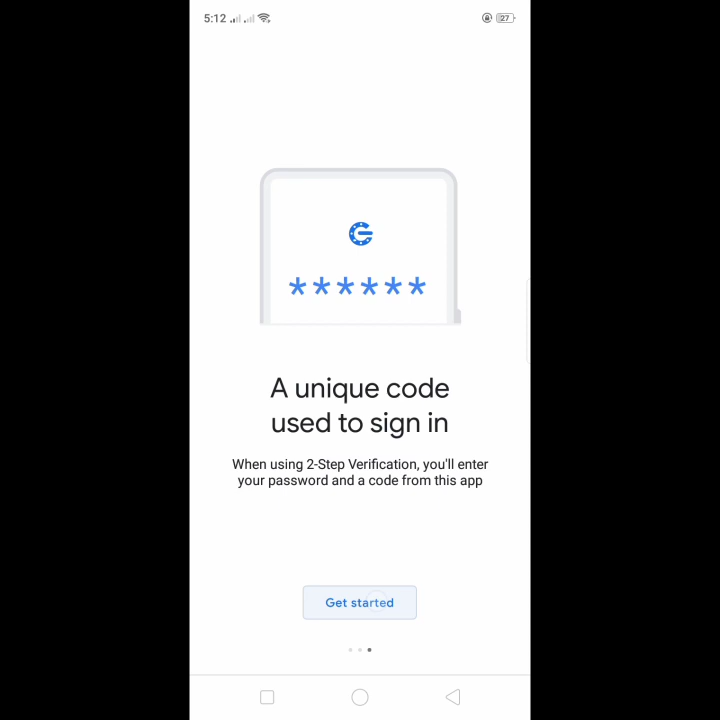 5:12 27
******
A unique code
used to sign in
When using 2-Step Verification, you'll enter
your password and a code from this app
Get started